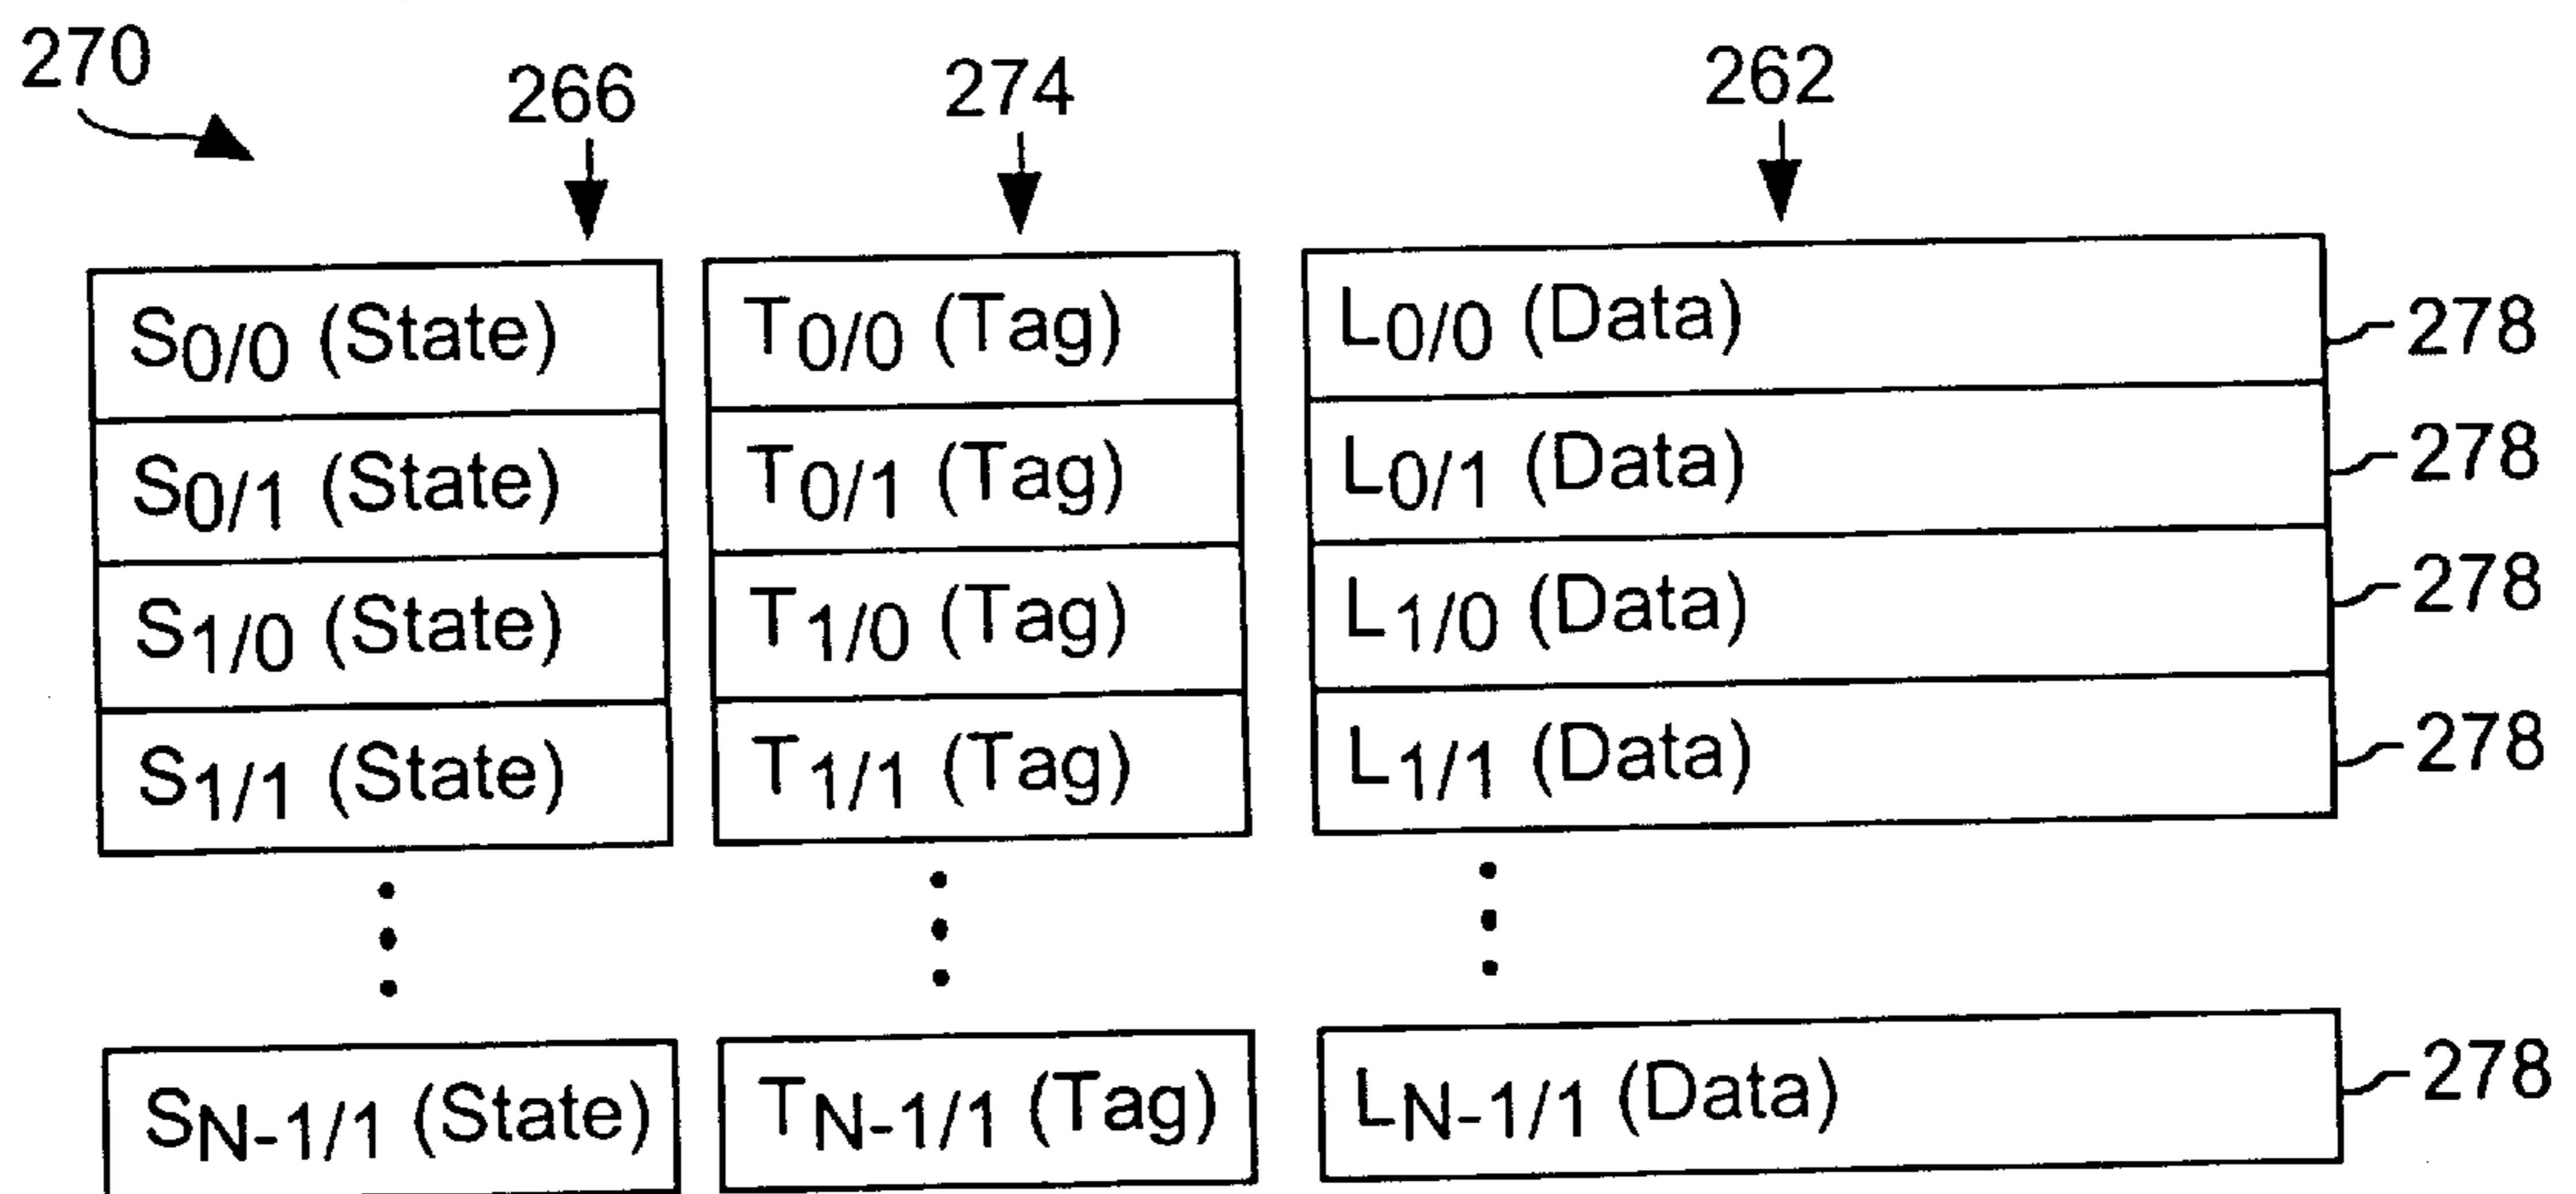 270
266 274 262
S0/0 (State) T0/0 (Tag) L0/0 (Data) 278
S0/1 (State) T0/1 (Tag) L0/1 (Data) 278
S1/0 (State) T1/0 (Tag) L1/0 (Data) 278
S1/1 (State) T1/1 (Tag) L1/1 (Data) 278
SN-1/1 (State) TN-1/1 (Tag) LN-1/1 (Data) 278